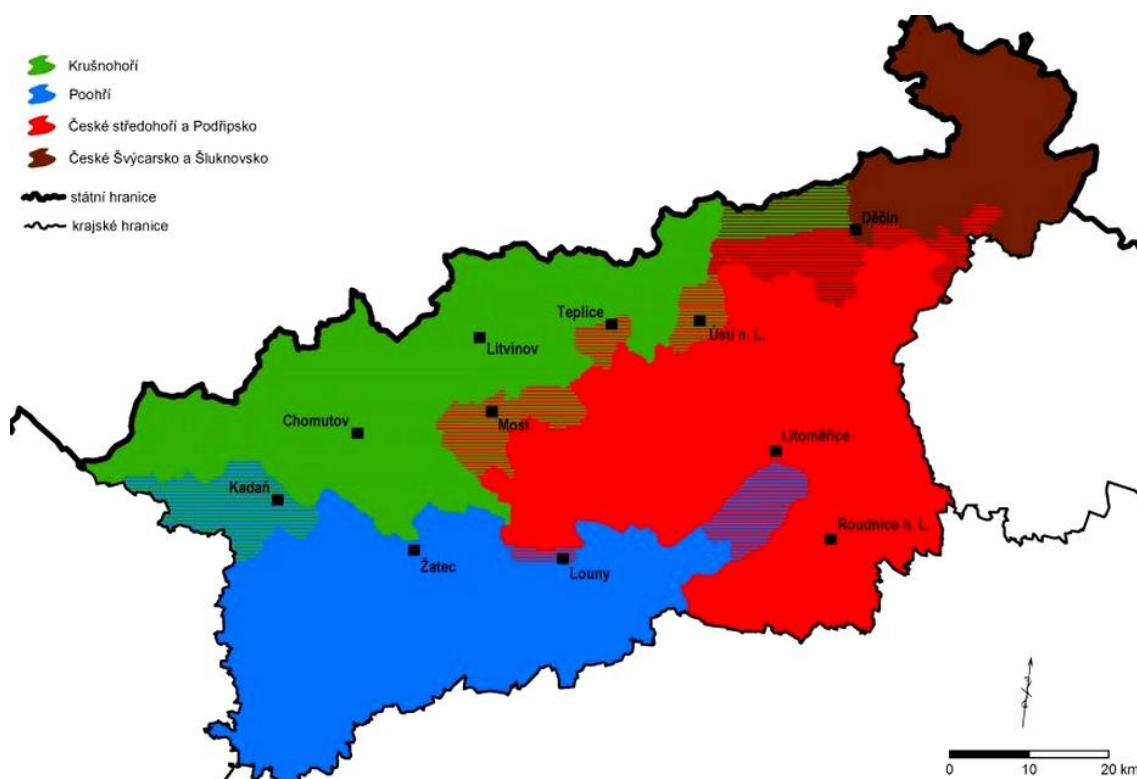 Krušnohoří
Poohří
České středohoří a Podřipsko
České Švýcarsko a Šluknovsko
státní hranice
krajské hranice
Děčín
Teplice
Ústí n. L.
Litvínov
Most
Chomutov
Litoměřice
Kadaň
Roudnice n. L.
Žatec
Louny
0 10 20 km